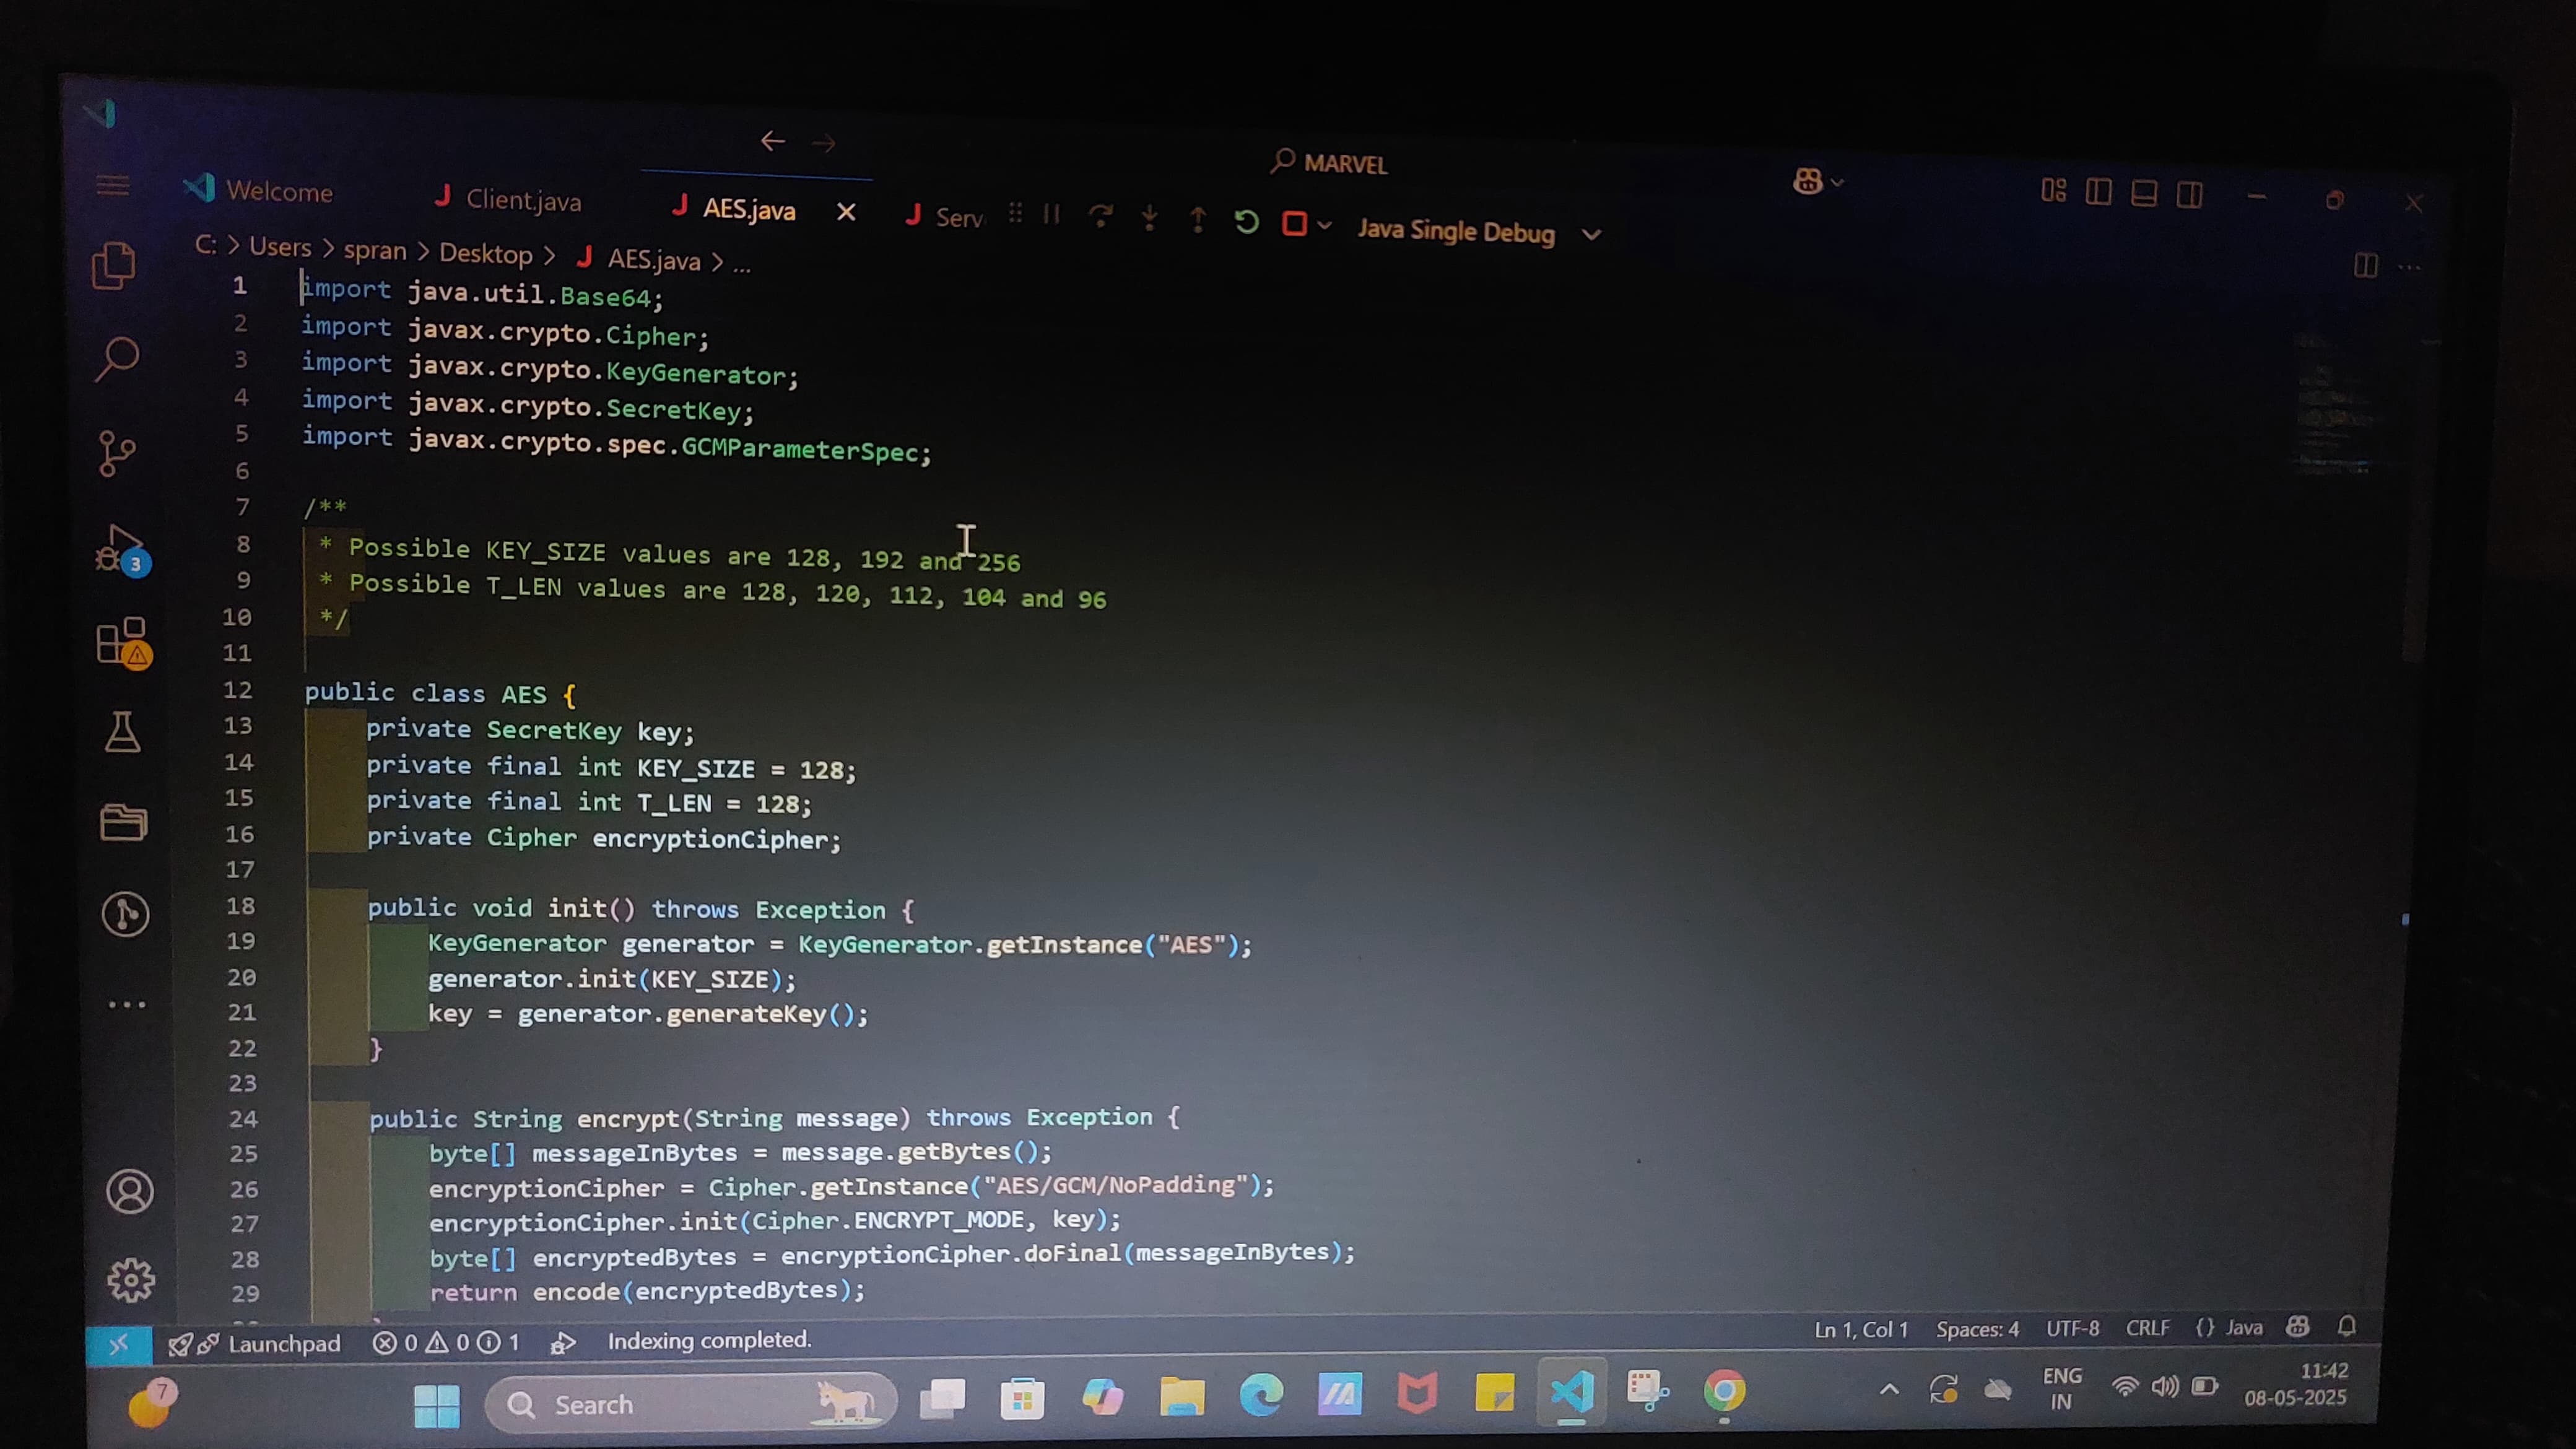 MARVEL
Welcome
Client.java
AES.java
Serv
Java Single Debug
C: > Users > spran > Desktop > J AES.java > ...
1 import java.util.Base64;
2 import javax.crypto.Cipher;
3 import javax.crypto.KeyGenerator;
4 import javax.crypto.SecretKey;
5 import javax.crypto.spec.GCMParameterSpec;
6
7 /**
8 * Possible KEY_SIZE values are 128, 192 and 256
9 * Possible T_LEN values are 128, 120, 112, 104 and 96
10 */
11
12 public class AES {
13 private SecretKey key;
14 private final int KEY_SIZE = 128;
15 private final int T_LEN = 128;
16 private Cipher encryptionCipher;
17
18 public void init() throws Exception {
19 KeyGenerator generator = KeyGenerator.getInstance("AES");
20 generator.init(KEY_SIZE);
21 key = generator.generateKey();
22 }
23
24 public String encrypt(String message) throws Exception {
25 byte[] messageInBytes = message.getBytes();
26 encryptionCipher = Cipher.getInstance("AES/GCM/NoPadding");
27 encryptionCipher.init(Cipher.ENCRYPT_MODE, key);
28 byte[] encryptedBytes = encryptionCipher.doFinal(messageInBytes);
29 return encode(encryptedBytes);
3
Launchpad 0 0 1 Indexing completed.
Ln 1, Col 1 Spaces: 4 UTF-8 CRLF {} Java
7
Search
ENG
IN
11:42
08-05-2025